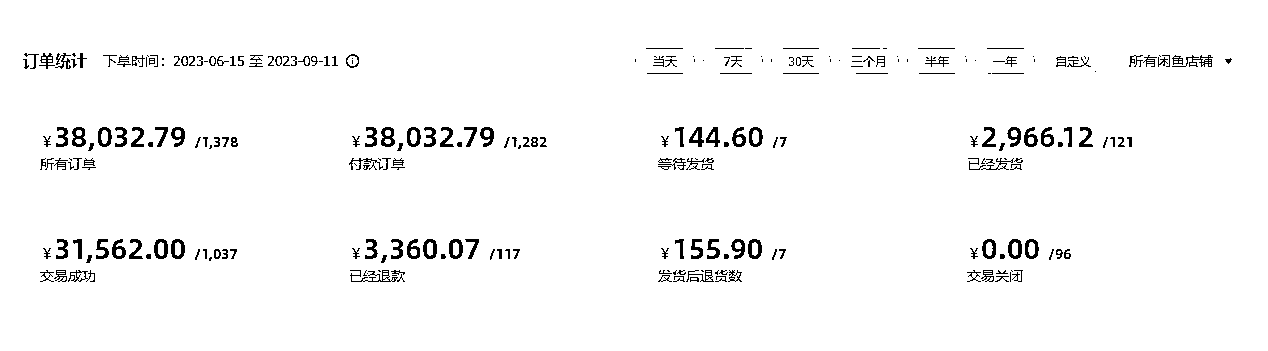 订单统计 下单时间：2023-06-15 至 2023-09-11 当天 7天 30天 三个月 半年 一年 自定义 所有闲鱼店铺
¥38,032.79 /1,378 ¥38,032.79 /1,282 ¥144.60 /7 ¥2,966.12 /121
所有订单 付款订单 等待发货 已经发货
¥31,562.00 /1,037 ¥3,360.07 /117 ¥155.90 /7 ¥0.00 /96
交易成功 已经退款 发货后退货数 交易关闭